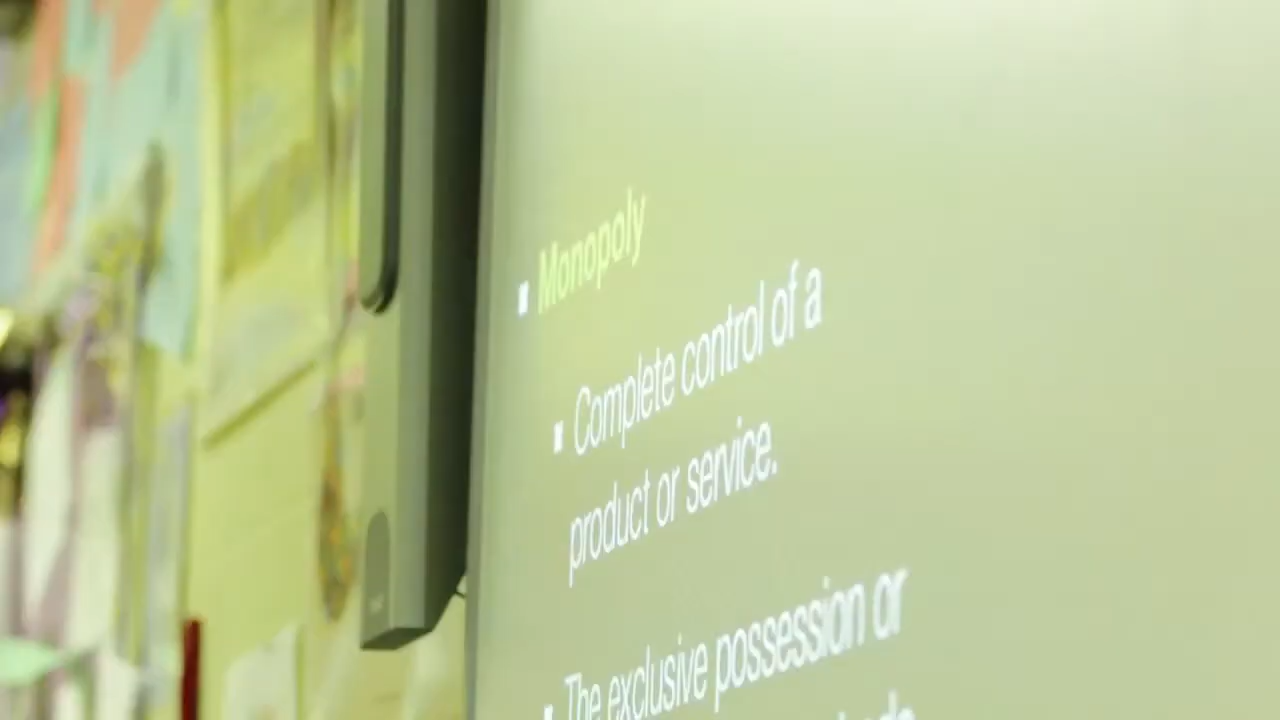 ▪ Monopoly
▪ Complete control of a
product or service.
▪ The exclusive possession or